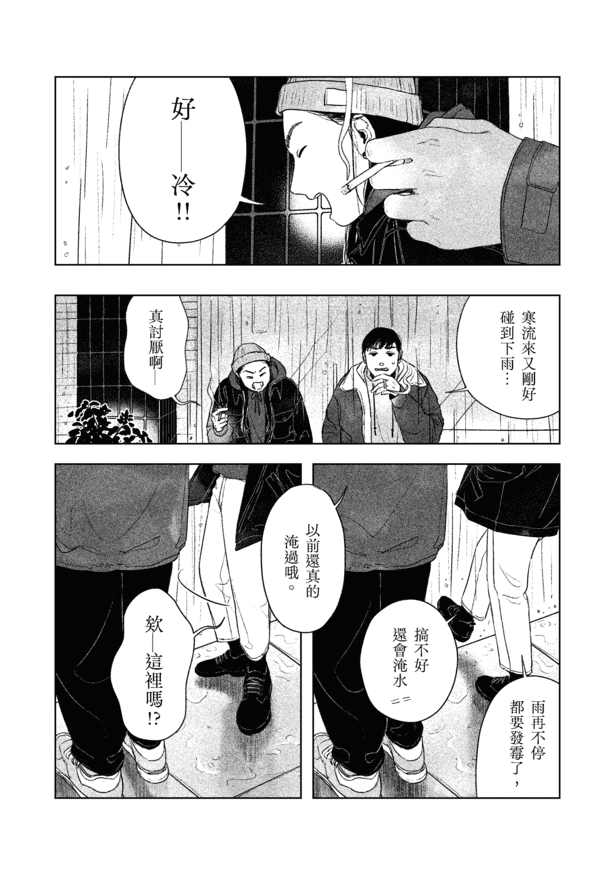 好──冷!!
寒流來又剛好
碰到下雨…
真討厭啊──
雨再不停
都要發霉了，
搞不好
還會淹水
==
以前還真的
淹過哦。
欸─這裡嗎!?